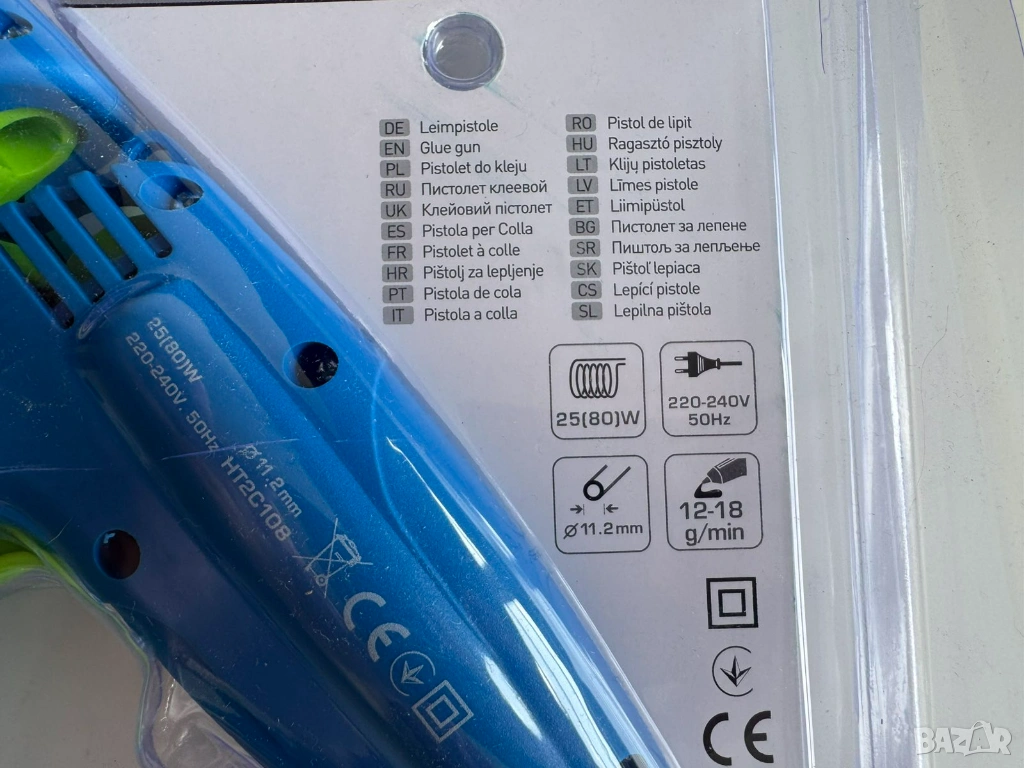 DE Leimpistole
EN Glue gun
PL Pistolet do kleju
RU Пистолет клеевой
UK Клейовий пістолет
ES Pistola per Colla
FR Pistolet à colle
HR Pištolj za lepljenje
PT Pistola de cola
IT Pistola a colla
RO Pistol de lipit
HU Ragasztó pisztoly
LT Klijų pistoletas
LV Līmes pistole
ET Liimipüstol
BG Пистолет за лепене
SR Пиштољ за лепљење
SK Pištoľ lepiaca
CS Lepící pistole
SL Lepilna pištola
25(80)W
220-240V
50Hz
Ø11.2mm
12-18
g/min
CE
25(80)W
220-240V, 50Hz
Ø11.2mm
HT2C108
CE
BAZAR